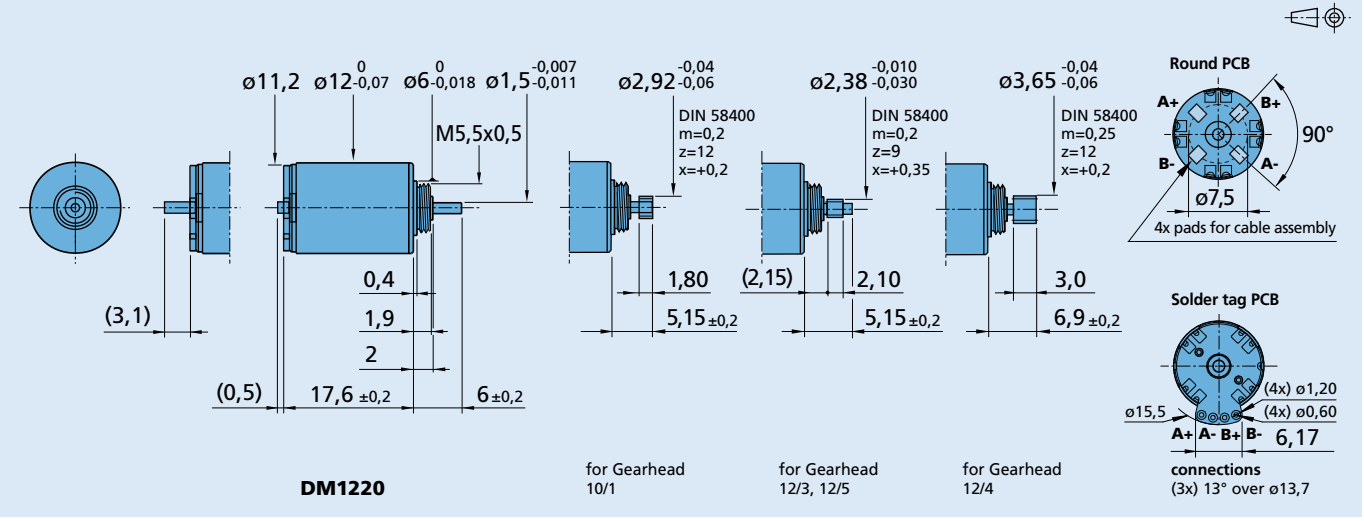 ø11,2
ø12 0 -0,07
ø6 0 -0,018
ø1,5 -0,007 -0,011
M5,5x0,5
(3,1)
0,4
1,9
2
(0,5)
17,6 ±0,2
6 ±0,2
DM1220
ø2,92 -0,04 -0,06
DIN 58400
m=0,2
z=12
x=+0,2
1,80
5,15 ±0,2
for Gearhead
10/1
ø2,38 -0,010 -0,030
DIN 58400
m=0,2
z=9
x=+0,35
(2,15)
2,10
5,15 ±0,2
for Gearhead
12/3, 12/5
ø3,65 -0,04 -0,06
DIN 58400
m=0,25
z=12
x=+0,2
3,0
6,9 ±0,2
for Gearhead
12/4
Round PCB
A+ B+
90°
B- A-
ø7,5
4x pads for cable assembly
Solder tag PCB
(4x) ø1,20
ø15,5 (4x) ø0,60
A+ A- B+ B- 6,17
connections
(3x) 13° over ø13,7